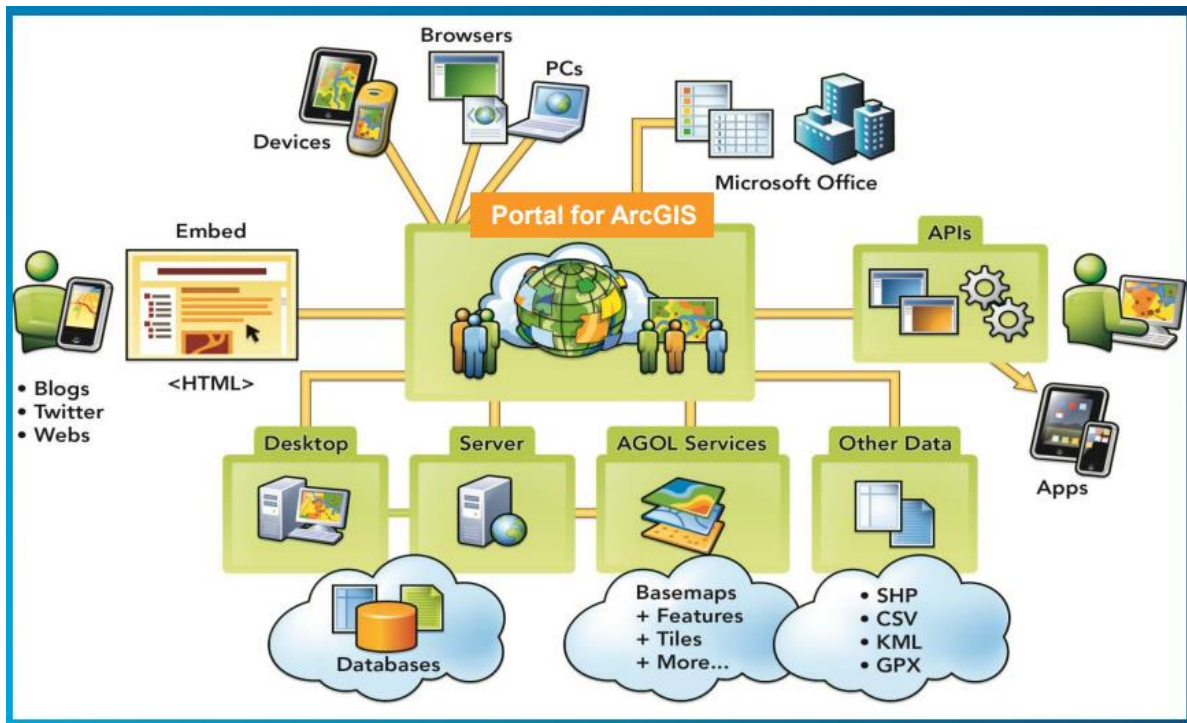 Browsers
PCs
Devices
Microsoft Office
Portal for ArcGIS
Embed
APIs
<HTML>
• Blogs
• Twitter
• Webs
Desktop
Server
AGOL Services
Other Data
Apps
Databases
Basemaps
+ Features
+ Tiles
+ More...
• SHP
• CSV
• KML
• GPX